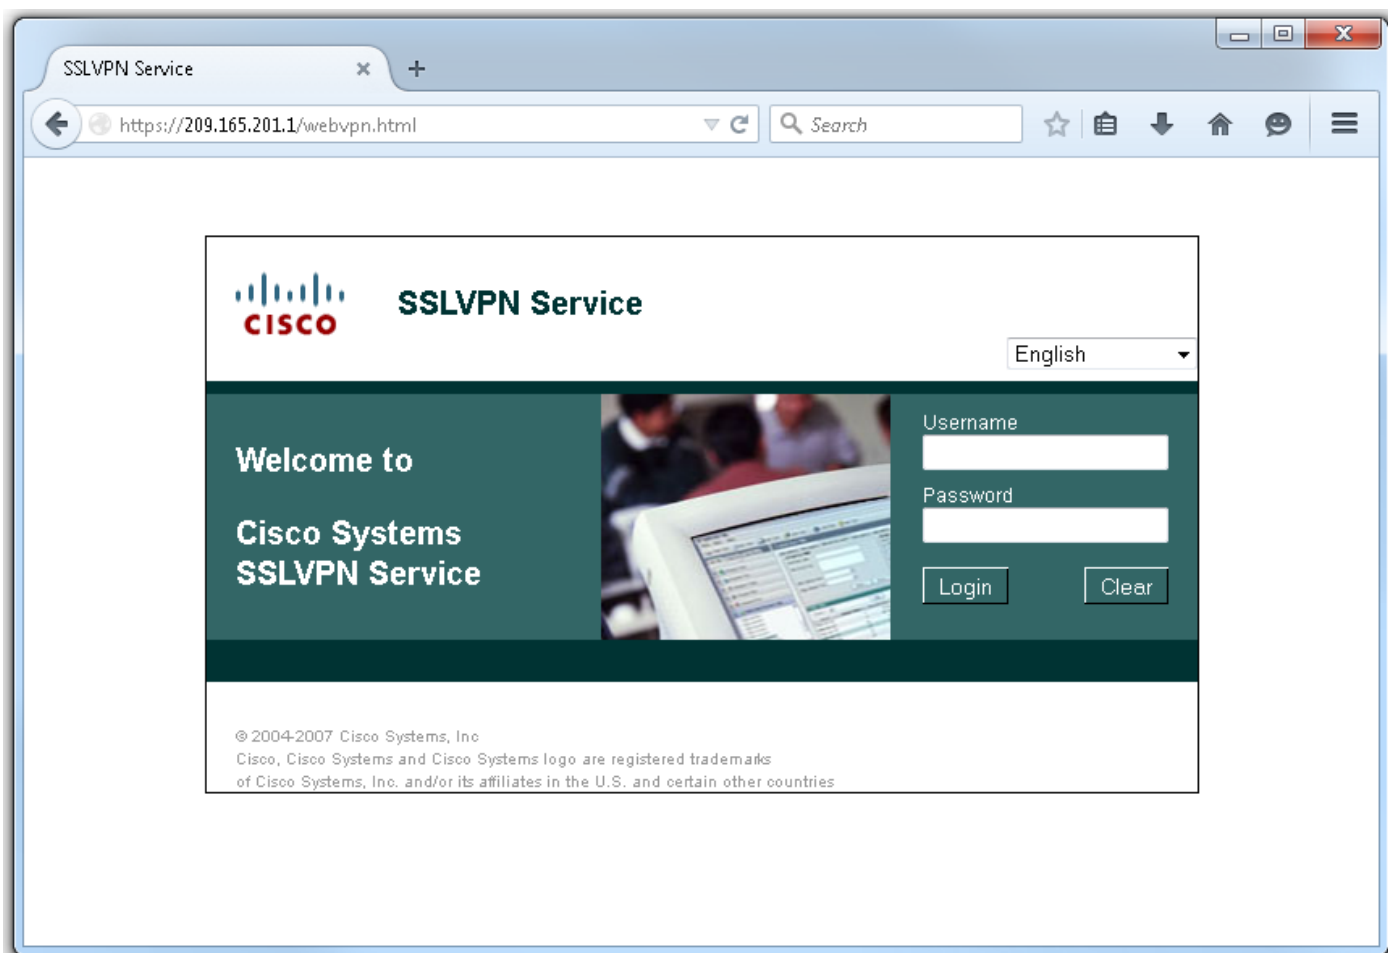 SSLVPN Service
https://209.165.201.1/webvpn.html
Search
CISCO
SSLVPN Service
English
Welcome to
Cisco Systems
SSLVPN Service
Username
Password
Login
Clear
© 2004-2007 Cisco Systems, Inc
Cisco, Cisco Systems and Cisco Systems logo are registered trademarks
of Cisco Systems, Inc. and/or its affiliates in the U.S. and certain other countries